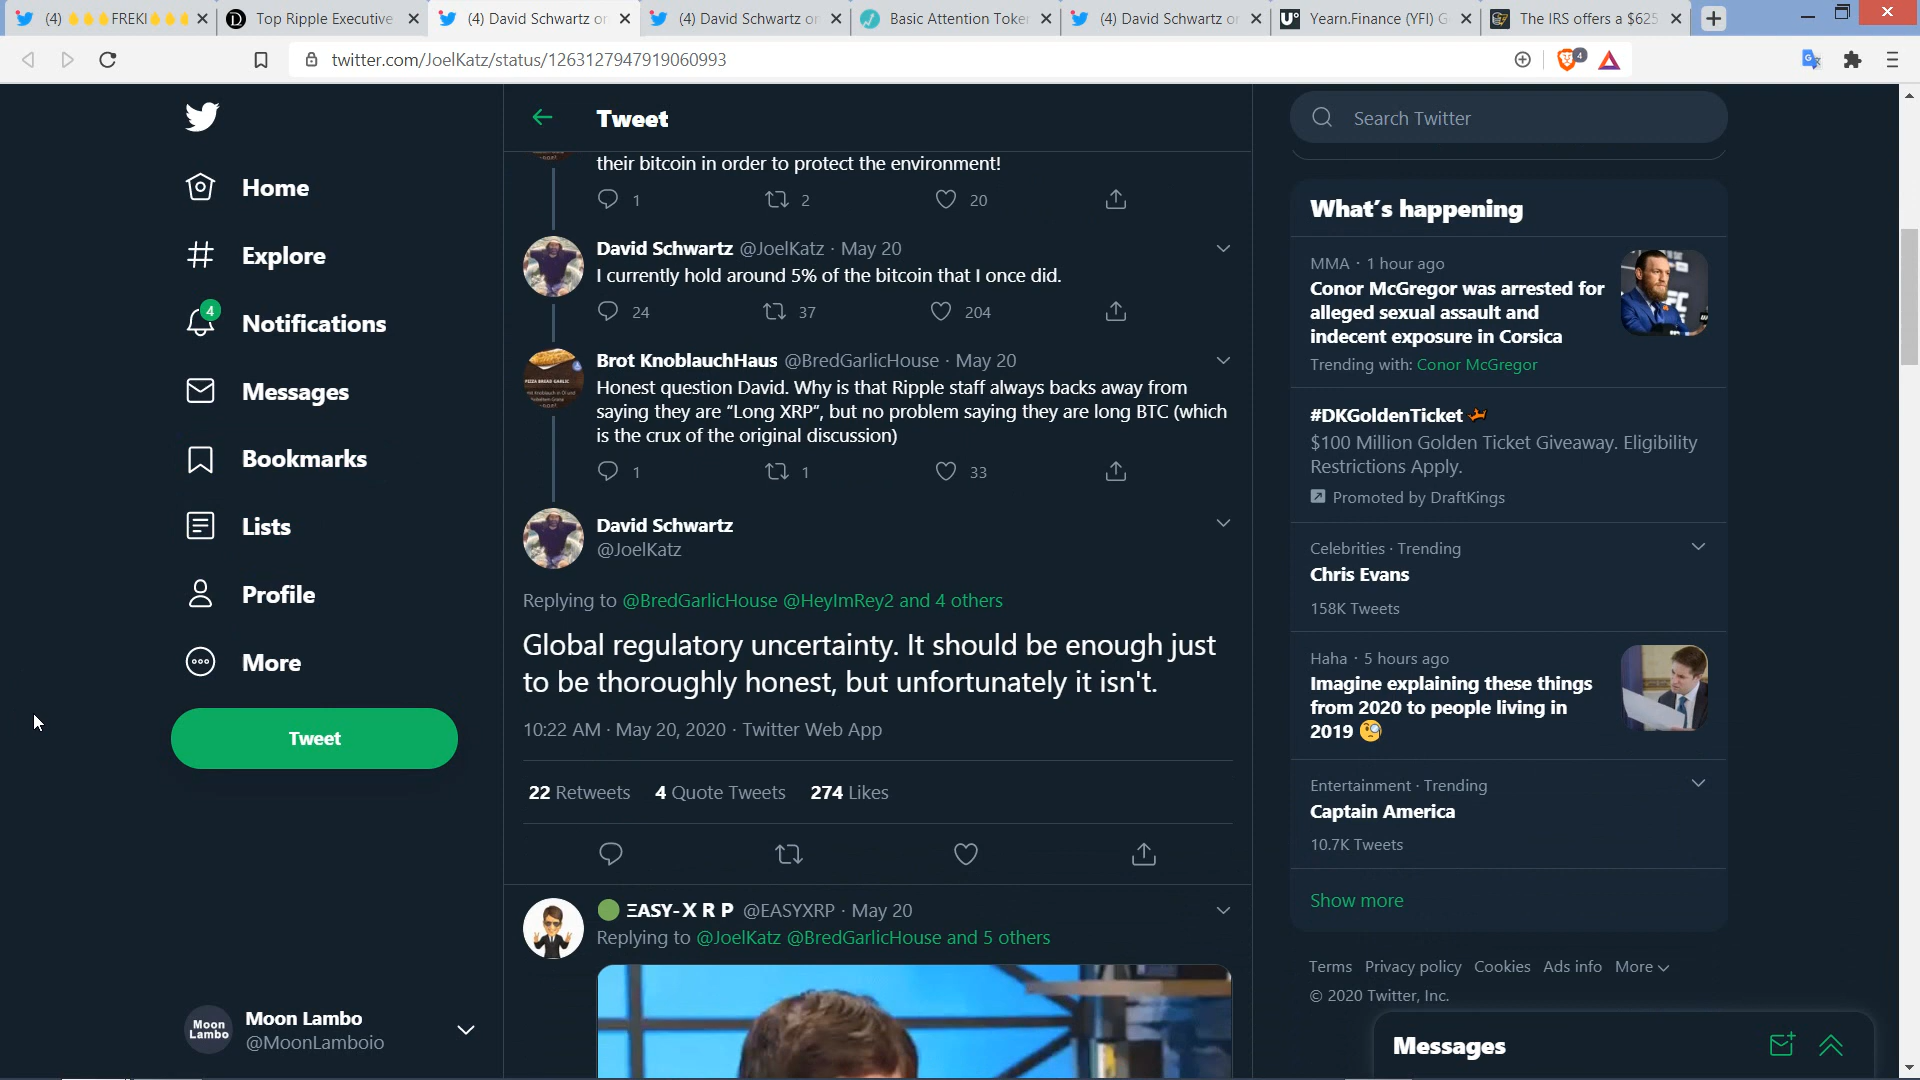 (4) FREKI
Top Ripple Executive
(4) David Schwartz or
(4) David Schwartz on
Basic Attention Toke
(4) David Schwartz or
Yearn.Finance (YFI) G
The IRS offers a $625
twitter.com/JoelKatz/status/1263127947919060993
4
Home
Explore
4
Notifications
Messages
Bookmarks
Lists
Profile
More
Tweet
Moon Lambo
Moon Lambo
@MoonLamboio
Tweet
their bitcoin in order to protect the environment!
1 2 20
David Schwartz @JoelKatz · May 20
I currently hold around 5% of the bitcoin that I once did.
24 37 204
Brot KnoblauchHaus @BredGarlicHouse · May 20
Honest question David. Why is that Ripple staff always backs away from
saying they are “Long XRP”, but no problem saying they are long BTC (which
is the crux of the original discussion)
1 1 33
David Schwartz
@JoelKatz
Replying to @BredGarlicHouse @HeyImRey2 and 4 others
Global regulatory uncertainty. It should be enough just
to be thoroughly honest, but unfortunately it isn't.
10:22 AM · May 20, 2020 · Twitter Web App
22 Retweets 4 Quote Tweets 274 Likes
ΞASY-X R P @EASYXRP · May 20
Replying to @JoelKatz @BredGarlicHouse and 5 others
Search Twitter
What’s happening
MMA · 1 hour ago
Conor McGregor was arrested for
alleged sexual assault and
indecent exposure in Corsica
Trending with: Conor McGregor
#DKGoldenTicket
$100 Million Golden Ticket Giveaway. Eligibility
Restrictions Apply.
Promoted by DraftKings
Celebrities · Trending
Chris Evans
158K Tweets
Haha · 5 hours ago
Imagine explaining these things
from 2020 to people living in
2019
Entertainment · Trending
Captain America
10.7K Tweets
Show more
Terms Privacy policy Cookies Ads info More
© 2020 Twitter, Inc.
Messages